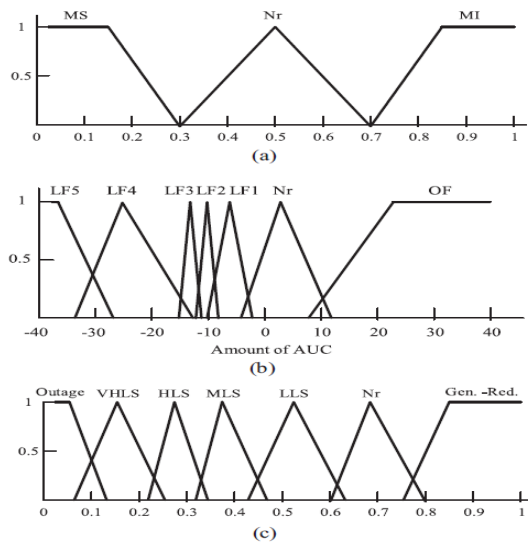 MS Nr MI
1
0.5
0 0.1 0.2 0.3 0.4 0.5 0.6 0.7 0.8 0.9 1
(a)
LF5 LF4 LF3 LF2 LF1 Nr OF
1
0.5
-40 -30 -20 -10 0 10 20 30 40
Amount of AUC
(b)
Outage VHLS HLS MLS LLS Nr Gen. -Red.
1
0.5
0 0.1 0.2 0.3 0.4 0.5 0.6 0.7 0.8 0.9 1
(c)